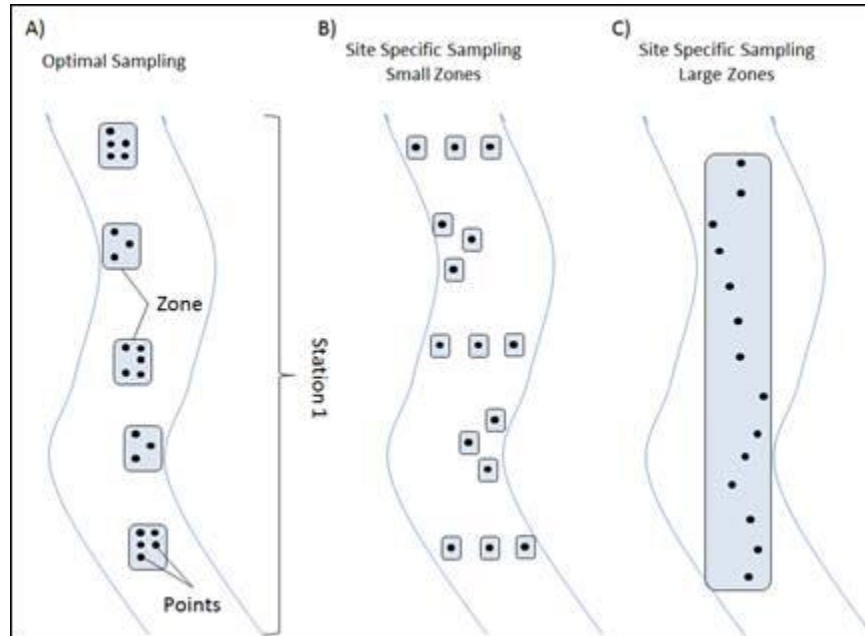 A)
Optimal Sampling
B)
Site Specific Sampling
Small Zones
C)
Site Specific Sampling
Large Zones
Zone
Station 1
Points